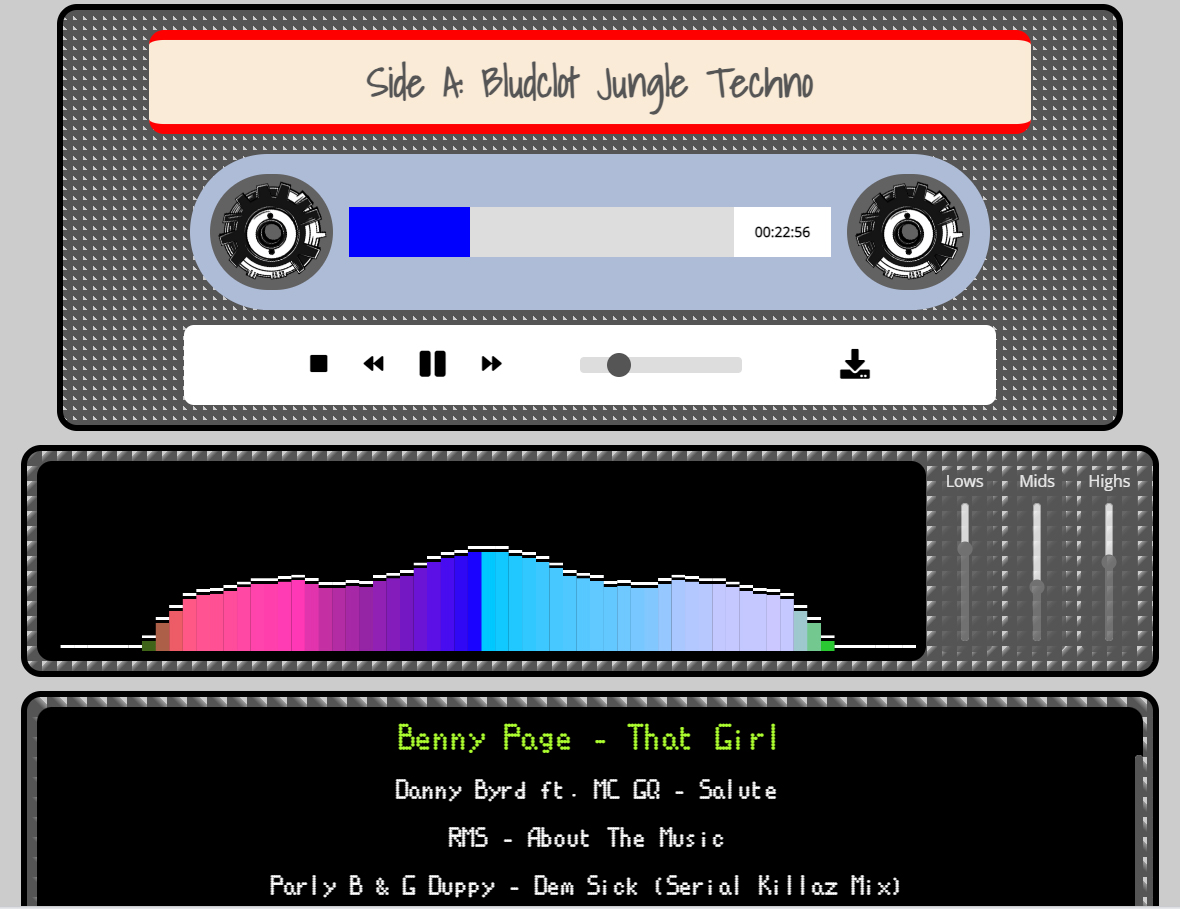 Side A: Bludclot Jungle Techno
00:22:56
Lows Mids Highs
Benny Page - That Girl
Danny Byrd ft. MC GQ - Salute
RMS - About The Music
Parly B & G Duppy - Dem Sick (Serial Killaz Mix)